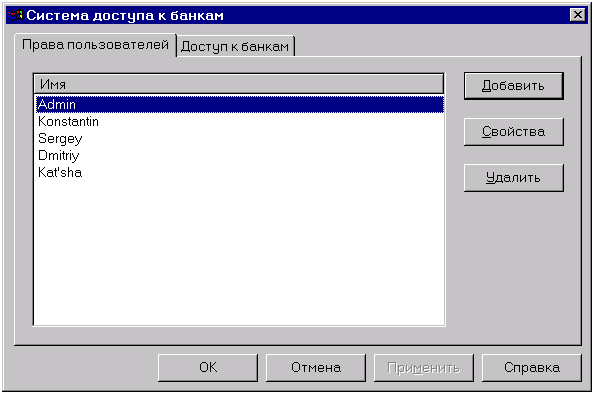 Система доступа к банкам
Права пользователей
Доступ к банкам
Имя
Admin
Konstantin
Sergey
Dmitriy
Kat'sha
Добавить
Свойства
Удалить
OK
Отмена
Применить
Справка